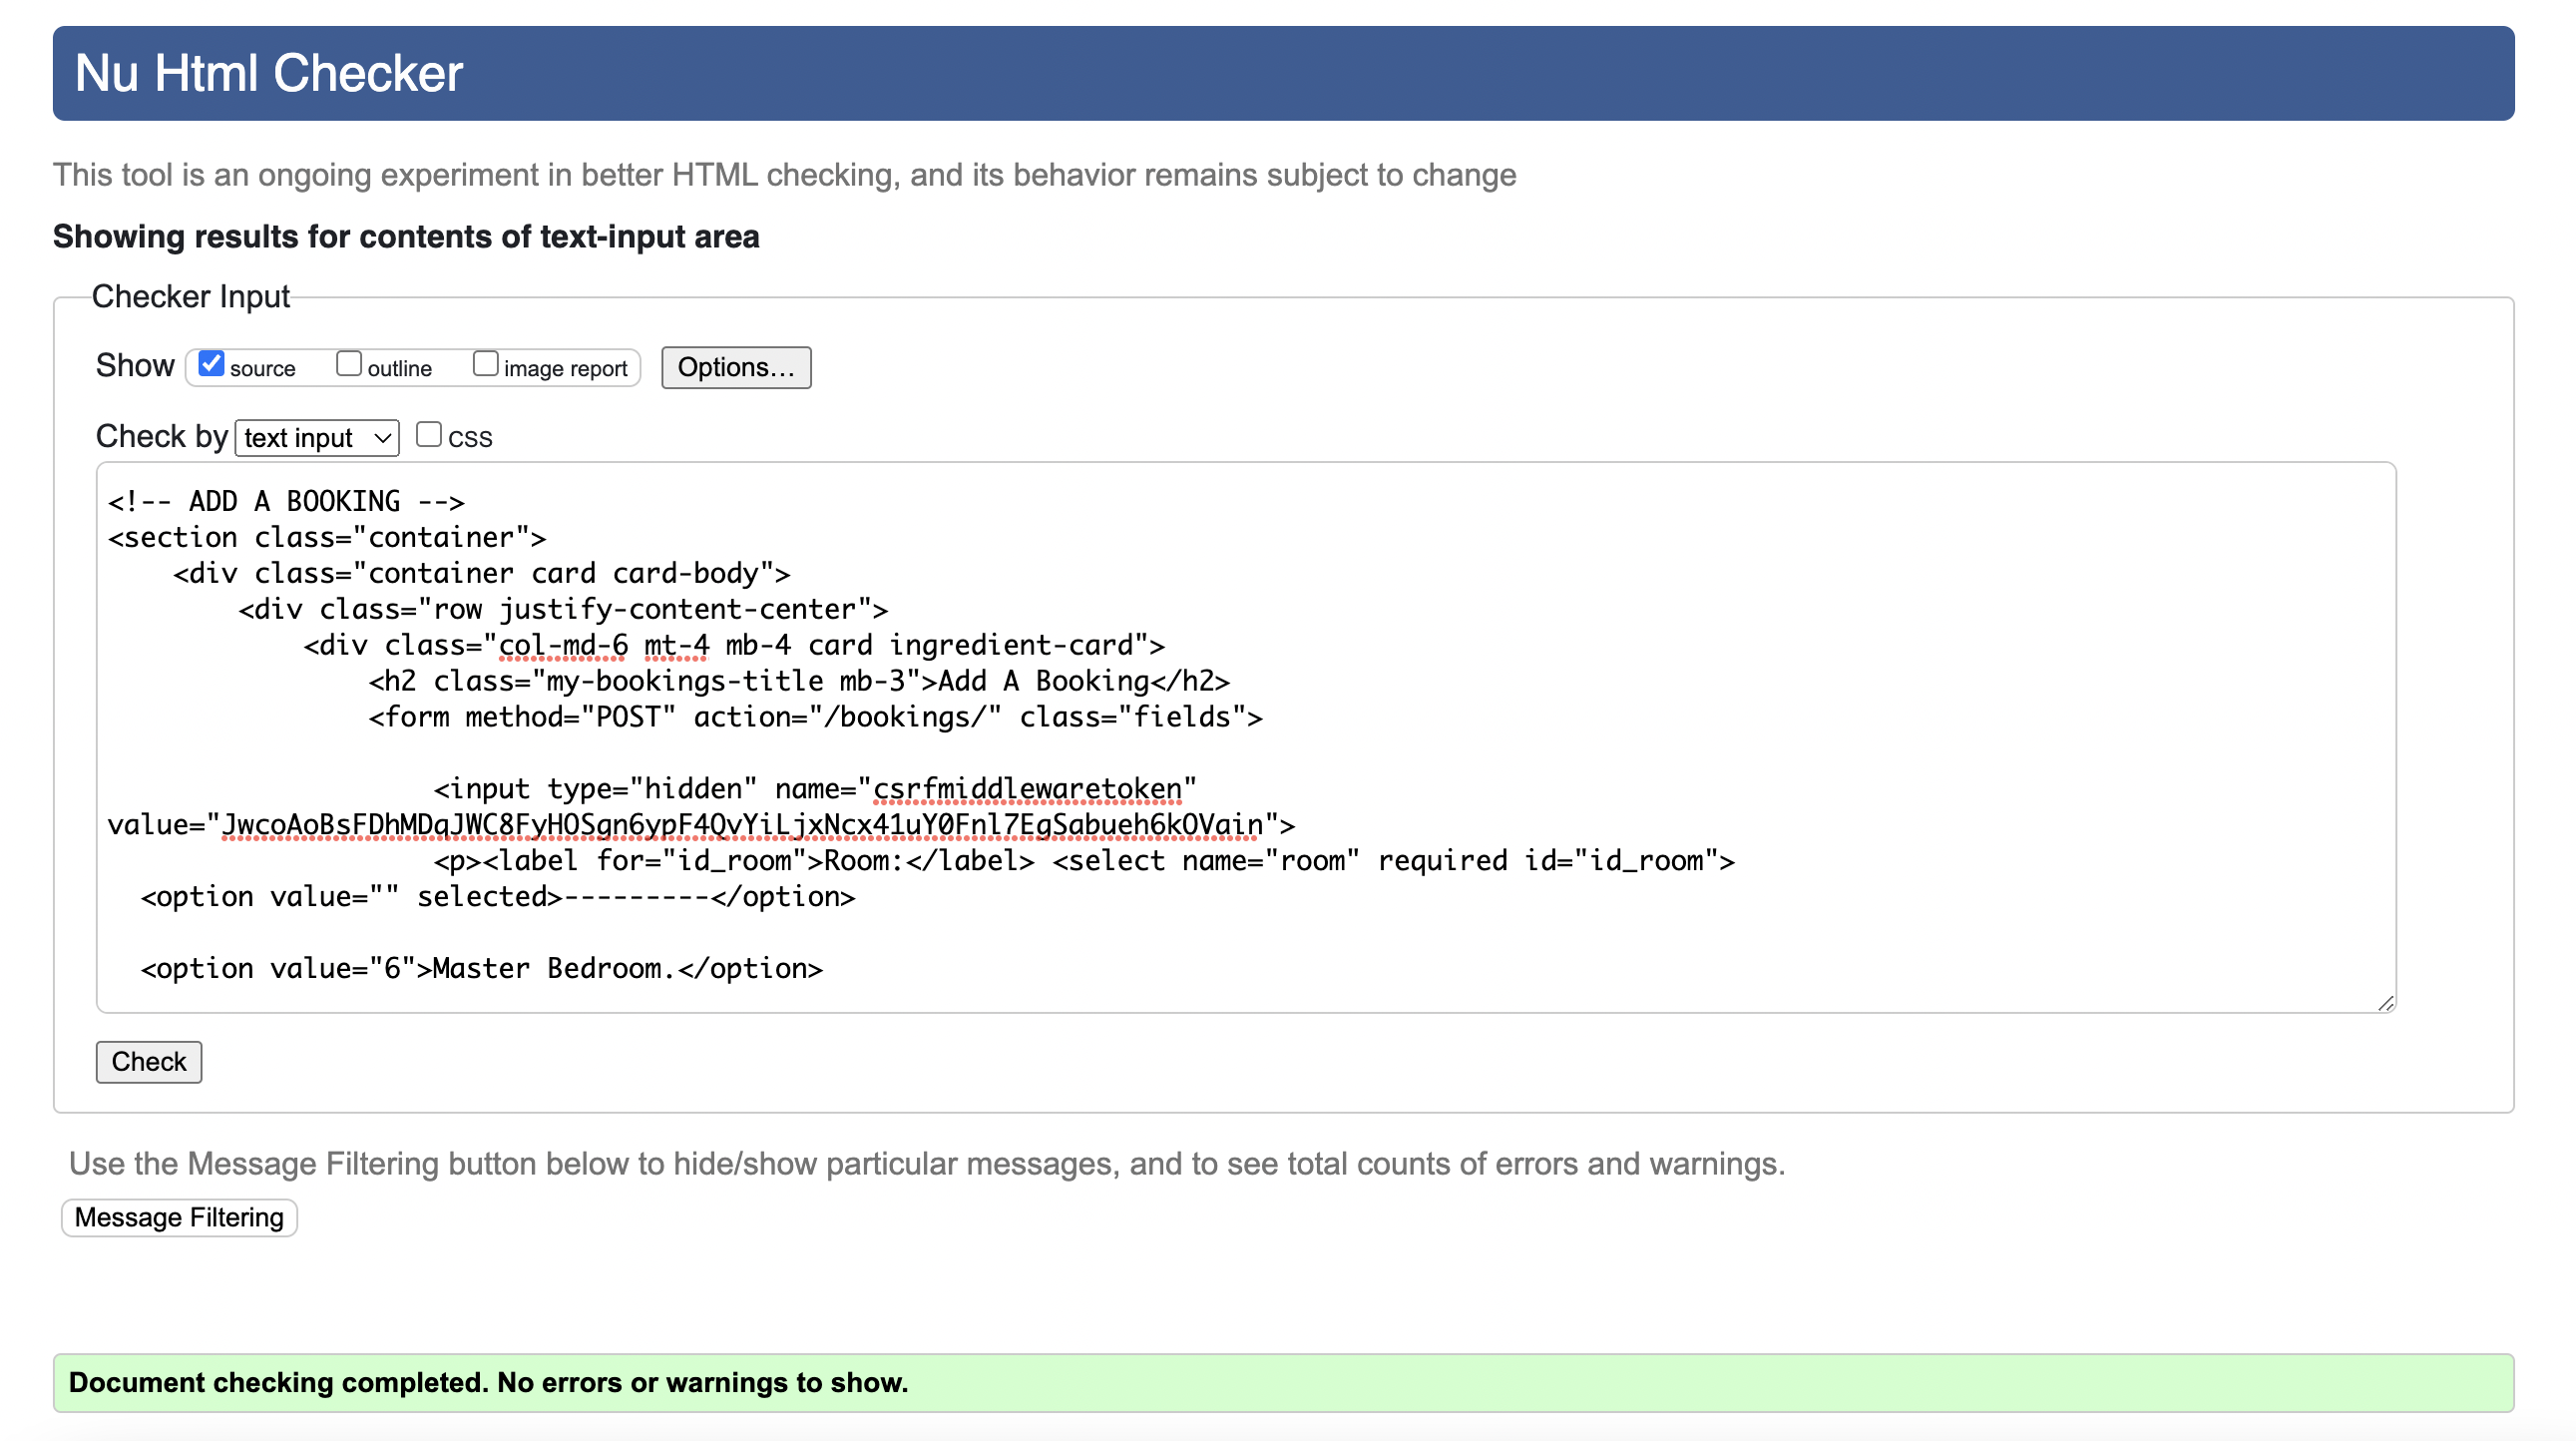 Nu Html Checker
This tool is an ongoing experiment in better HTML checking, and its behavior remains subject to change
Showing results for contents of text-input area
Checker Input
Show source outline image report Options...
Check by text input CSS
<!-- ADD A BOOKING -->
<section class="container">
    <div class="container card card-body">
        <div class="row justify-content-center">
            <div class="col-md-6 mt-4 mb-4 card ingredient-card">
                <h2 class="my-bookings-title mb-3">Add A Booking</h2>
                <form method="POST" action="/bookings/" class="fields">
                    <input type="hidden" name="csrfmiddlewaretoken"
value="JwcoAoBsFDhMDqJWC8FyHOSgn6ypF4QvYiLjxNcx41uY0Fnl7EgSabueh6kOVain">
                    <p><label for="id_room">Room:</label> <select name="room" required id="id_room">
  <option value="" selected>---------</option>
  <option value="6">Master Bedroom.</option>
Check
Use the Message Filtering button below to hide/show particular messages, and to see total counts of errors and warnings.
Message Filtering
Document checking completed. No errors or warnings to show.